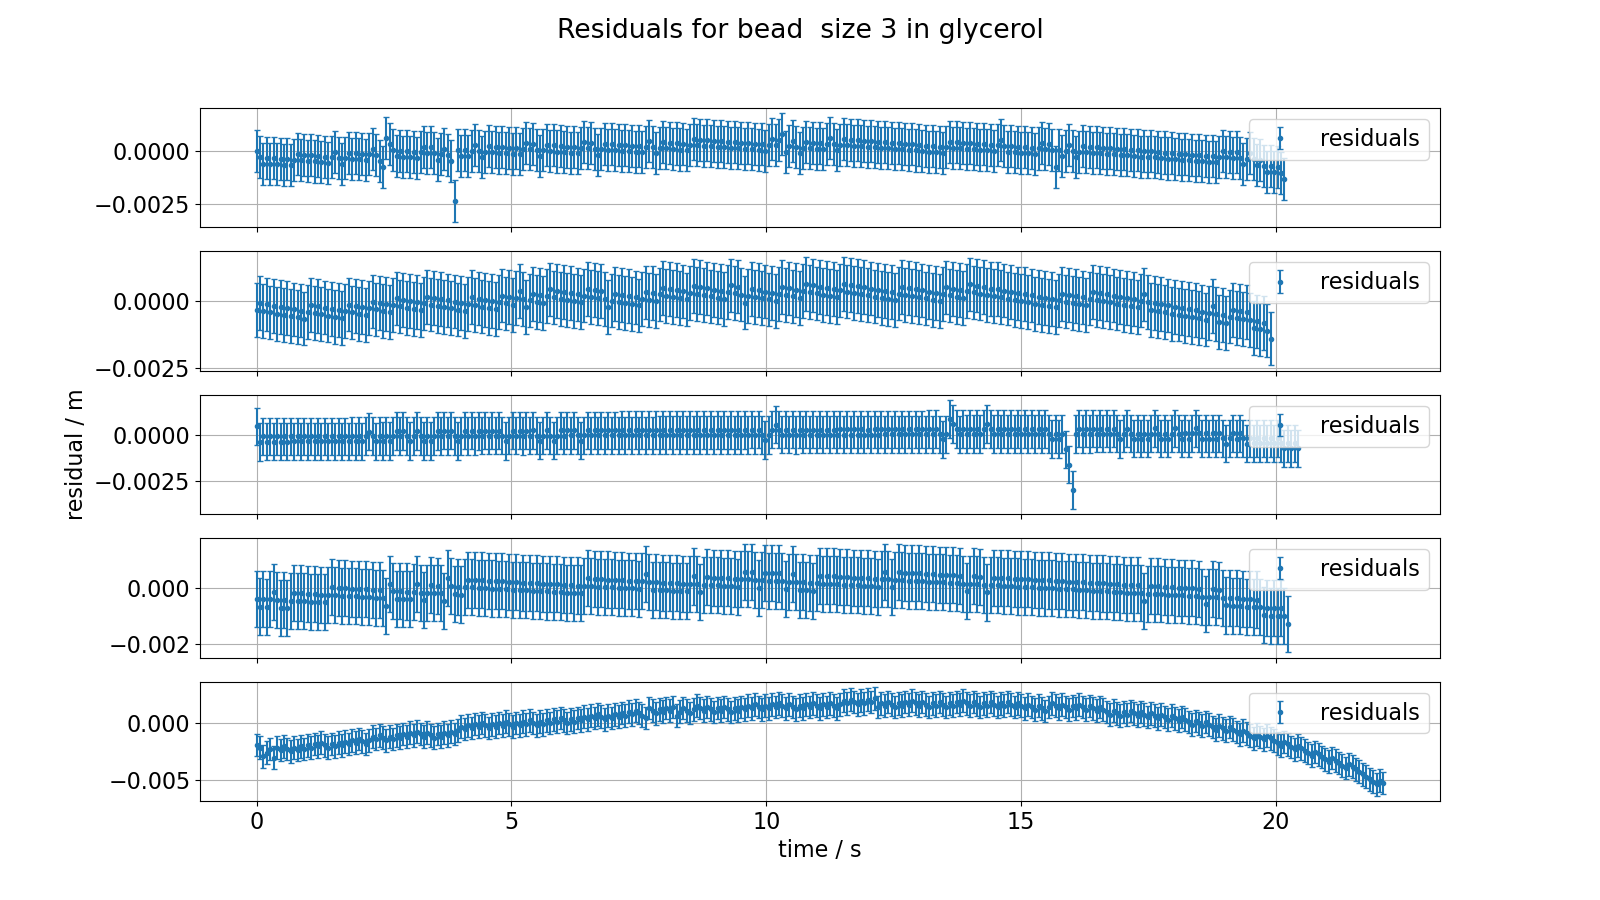 Residuals for bead  size 3 in glycerol
0.0000
−0.0025
residuals
0.0000
−0.0025
residuals
0.0000
−0.0025
residuals
0.000
−0.002
residuals
0.000
−0.005
residuals
residual / m
0 5 10 15 20
time / s